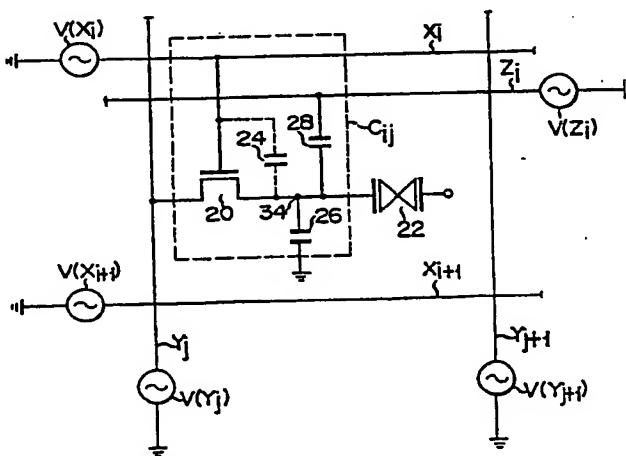 V(Xi)
Xi
Zi
V(Zi)
24
28
Cij
20
34
26
22
V(Xi+1)
Xi+1
Yj
Yj+1
V(Yj)
V(Yj+1)